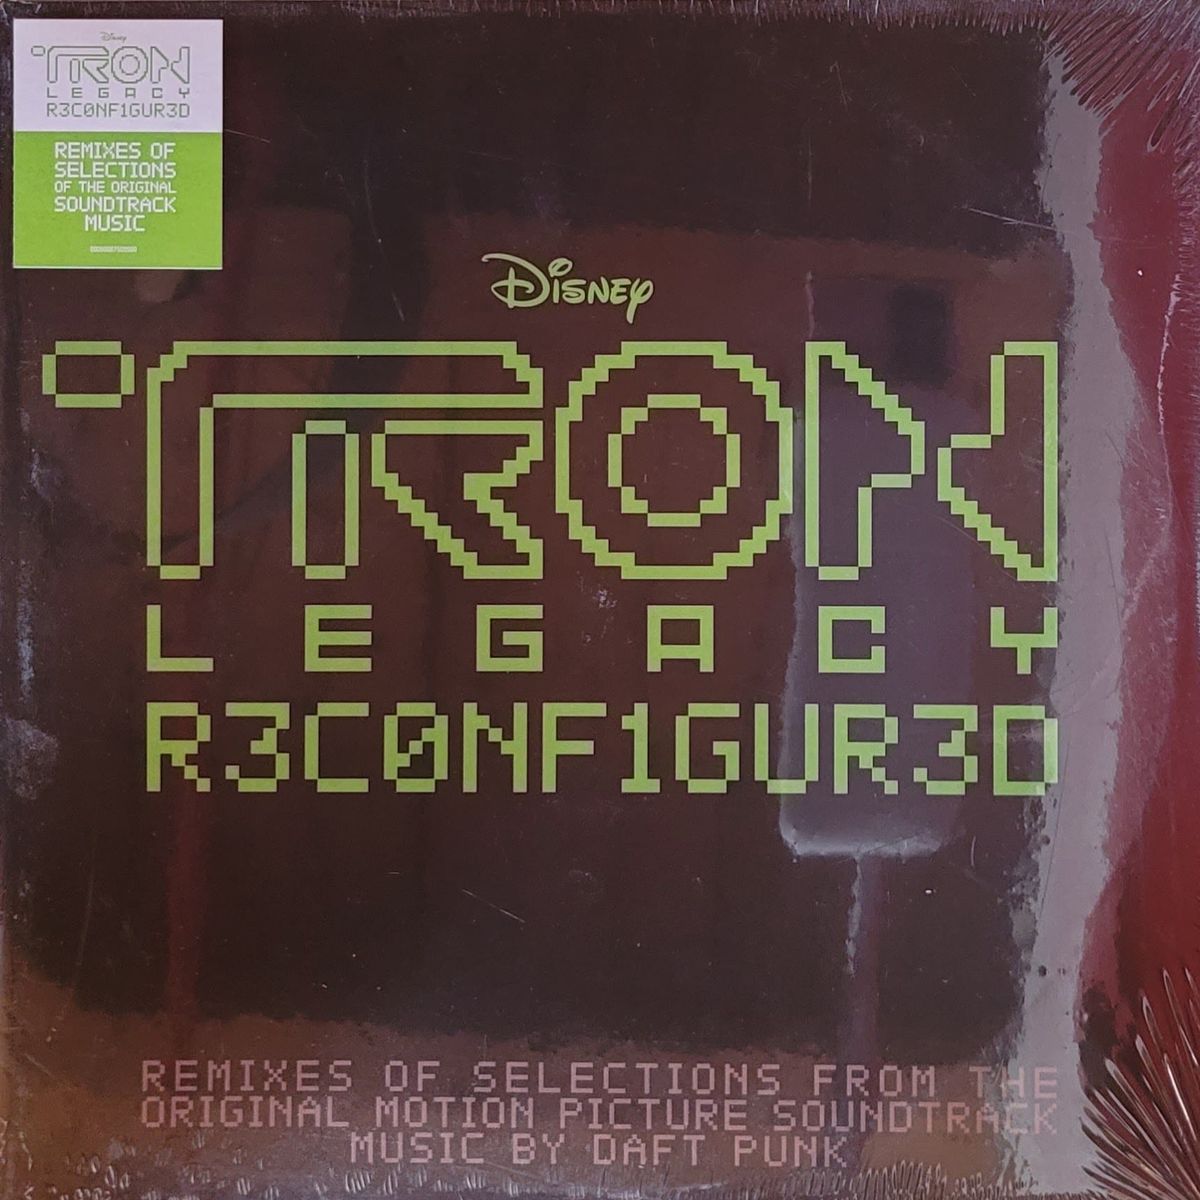 Disney
TRON
LEGACY
R3C0NF1GUR3D
REMIXES OF
SELECTIONS
OF THE ORIGINAL
SOUNDTRACK
MUSIC
Disney
TRON
LEGACY
R3C0NF1GUR3D
REMIXES OF SELECTIONS FROM THE
ORIGINAL MOTION PICTURE SOUNDTRACK
MUSIC BY DAFT PUNK